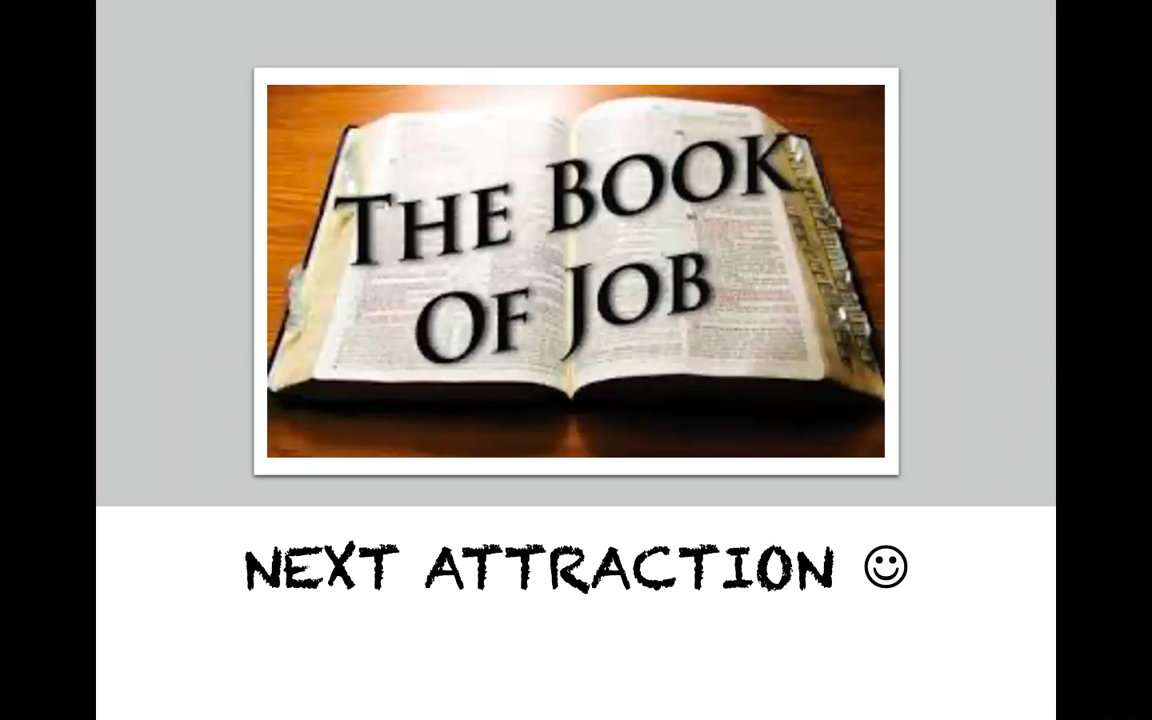 THE BOOK
OF JOB
NEXT ATTRACTION ☺